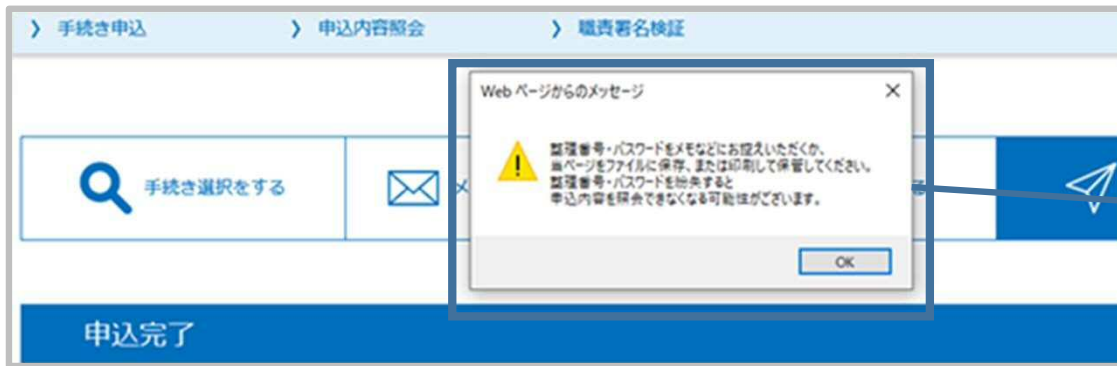 手続き申込
申込内容照会
職責署名検証
Web ページからのメッセージ
整理番号・パスワードをメモなどにお控えいただくか、
当ページをファイルに保存、または印刷して保管してください。
整理番号・パスワードを紛失すると
申込内容を照会できなくなる可能性がございます。
OK
手続き選択をする
メ
申込完了